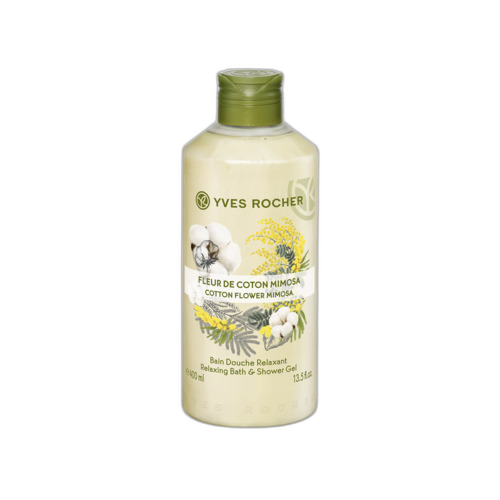 YVES ROCHER
FLEUR DE COTON MIMOSA
COTTON FLOWER MIMOSA
Bain Douche Relaxant
Relaxing Bath & Shower Gel
e400 ml 13.5 fl.oz.